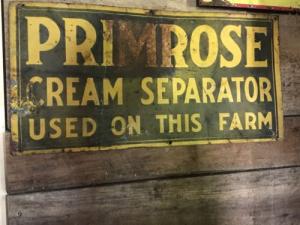 PRIMROSE
CREAM SEPARATOR
USED ON THIS FARM